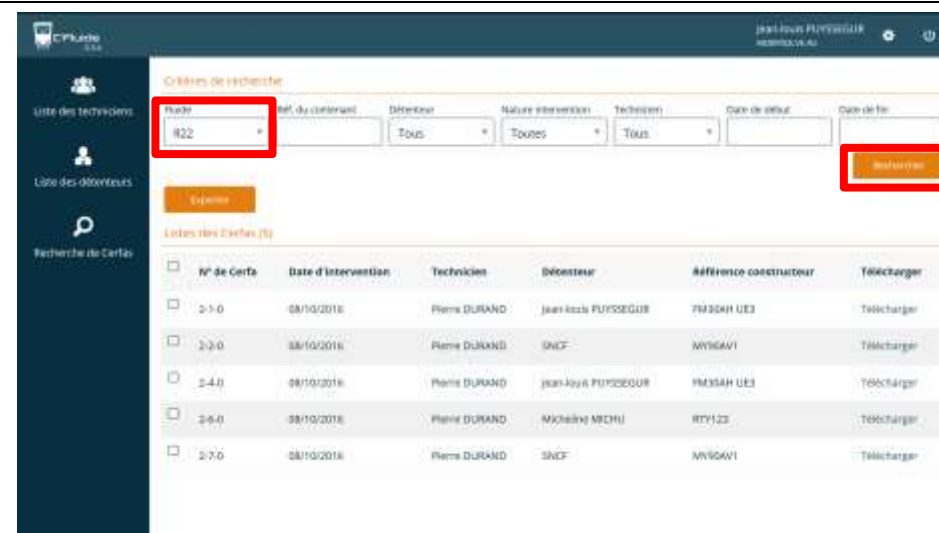 C'Fluide
Jean-louis PUYSSEGUR
Liste des techniciens
Liste des détenteurs
Recherche de Cerfas
Critères de recherche
Fluide Réf. du contenant Détenteur Nature intervention Technicien Date de début Date de fin
R22 Tous Toutes Tous
Rechercher
Exporter
Listes des Cerfas (5)
N° de Cerfa Date d'intervention Technicien Détenteur Référence constructeur Télécharger
2-1-0 08/10/2016 Pierre DURAND Jean-louis PUYSSEGUR FM30AH UE3 Télécharger
2-2-0 08/10/2016 Pierre DURAND SNCF MY90AV1 Télécharger
2-4-0 08/10/2016 Pierre DURAND Jean-louis PUYSSEGUR FM30AH UE3 Télécharger
2-6-0 08/10/2016 Pierre DURAND Micheline MICHU RTY123 Télécharger
2-7-0 08/10/2016 Pierre DURAND SNCF MY90AV1 Télécharger